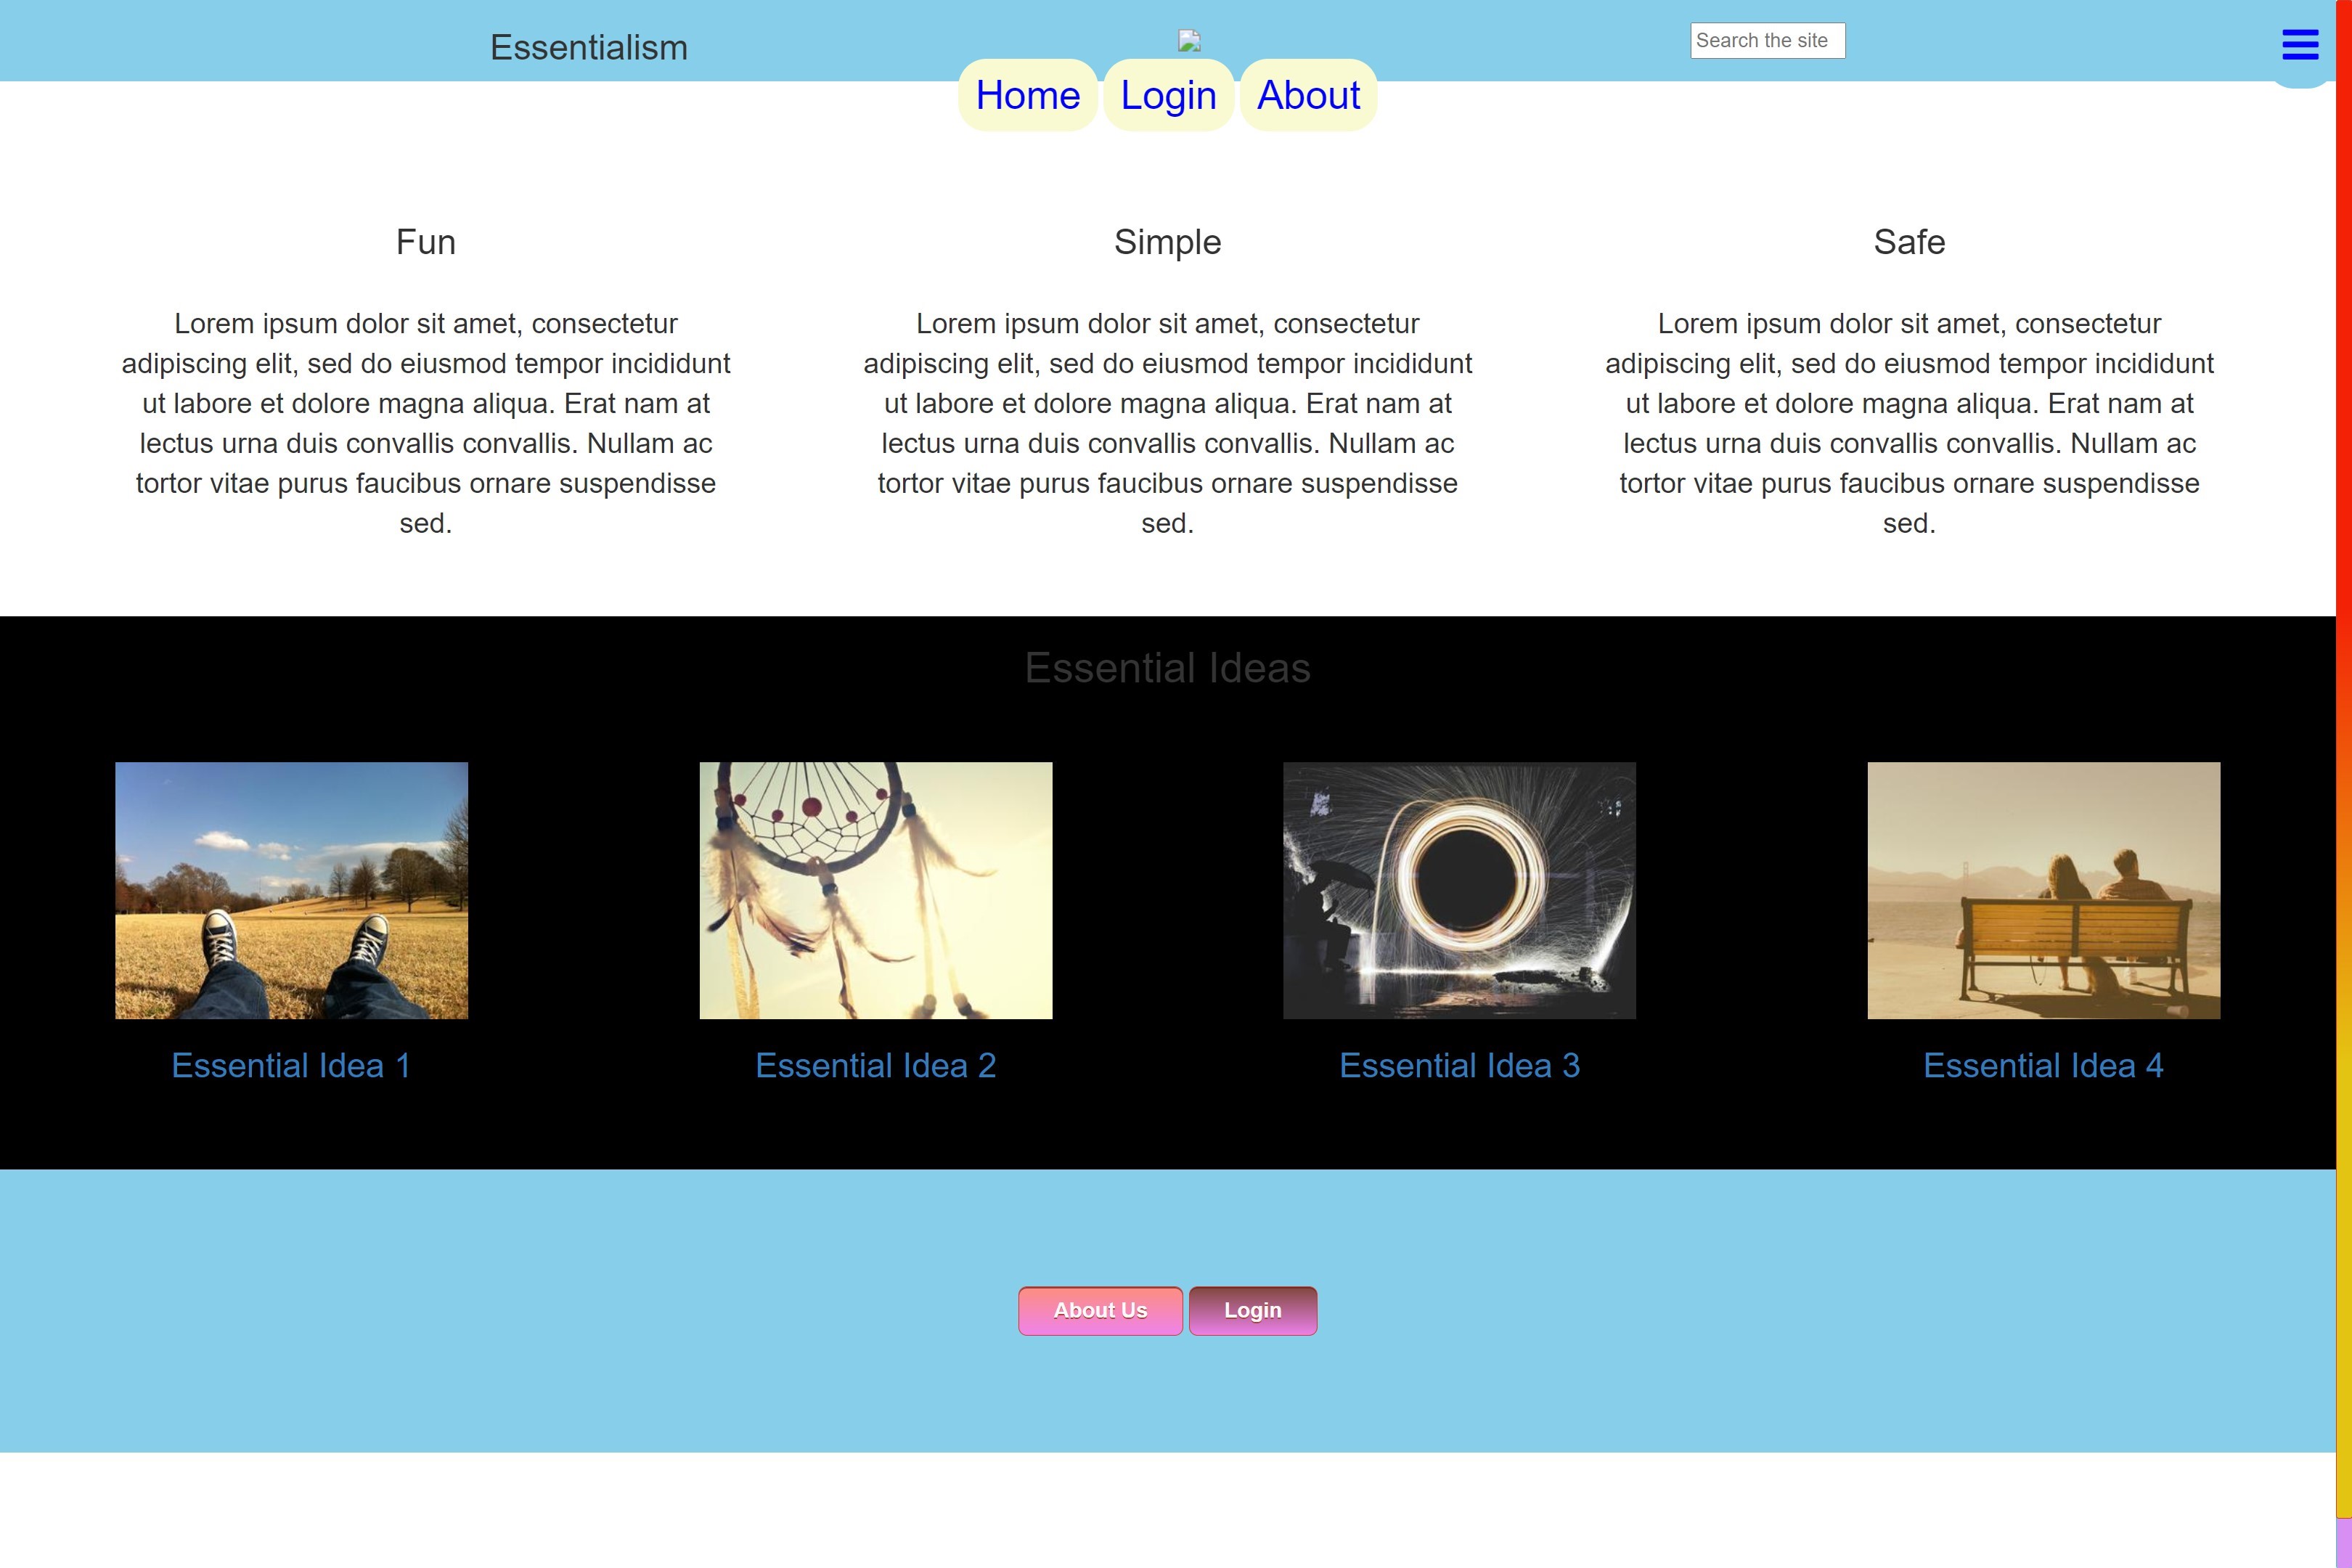 Essentialism
Search the site
Home Login About
Fun
Lorem ipsum dolor sit amet, consectetur
adipiscing elit, sed do eiusmod tempor incididunt
ut labore et dolore magna aliqua. Erat nam at
lectus urna duis convallis convallis. Nullam ac
tortor vitae purus faucibus ornare suspendisse
sed.
Simple
Lorem ipsum dolor sit amet, consectetur
adipiscing elit, sed do eiusmod tempor incididunt
ut labore et dolore magna aliqua. Erat nam at
lectus urna duis convallis convallis. Nullam ac
tortor vitae purus faucibus ornare suspendisse
sed.
Safe
Lorem ipsum dolor sit amet, consectetur
adipiscing elit, sed do eiusmod tempor incididunt
ut labore et dolore magna aliqua. Erat nam at
lectus urna duis convallis convallis. Nullam ac
tortor vitae purus faucibus ornare suspendisse
sed.
Essential Ideas
Essential Idea 1
Essential Idea 2
Essential Idea 3
Essential Idea 4
About Us
Login